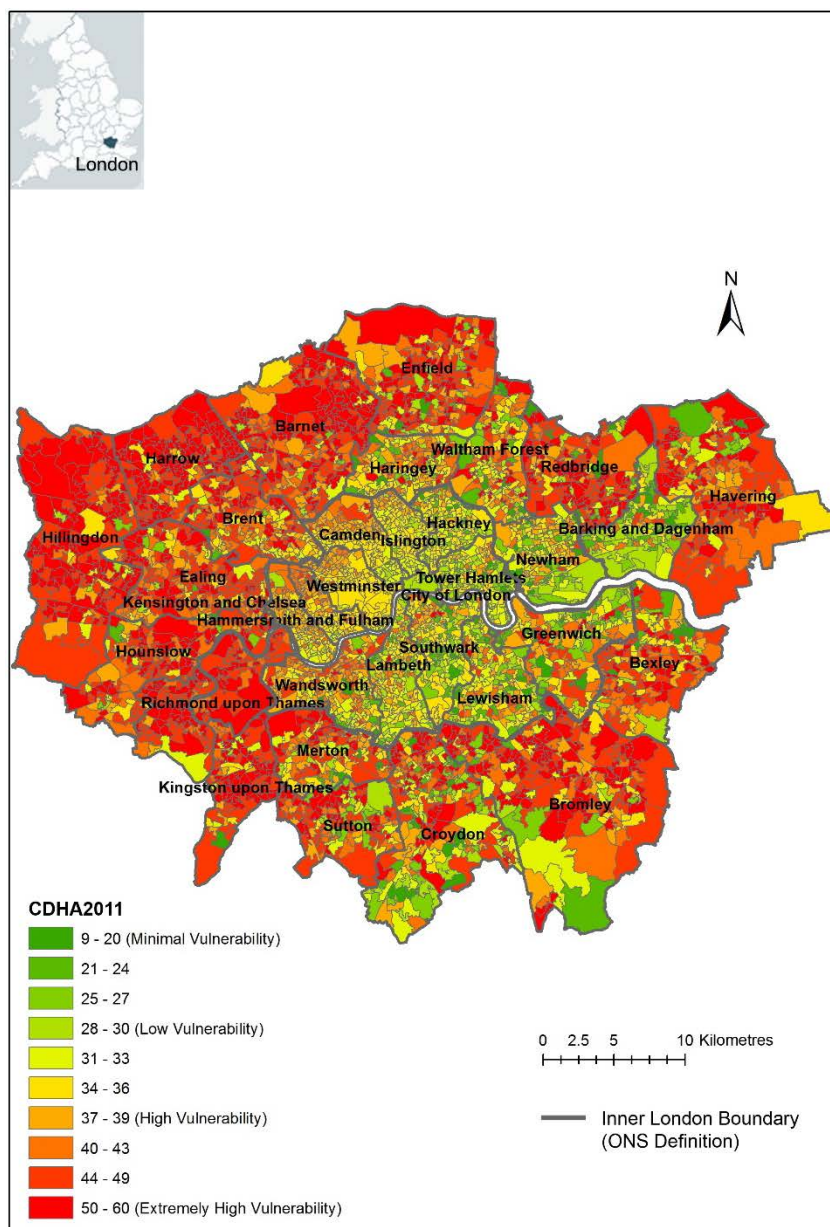 London
N
Enfield
Barnet
Harrow
Waltham Forest
Haringey
Redbridge
Havering
Hillingdon
Brent
Camden
Hackney
Islington
Barking and Dagenham
Newham
Ealing
Westminster
Tower Hamlets
City of London
Kensington and Chelsea
Hammersmith and Fulham
Southwark
Greenwich
Hounslow
Lambeth
Bexley
Richmond upon Thames
Wandsworth
Lewisham
Merton
Kingston upon Thames
Bromley
Sutton
Croydon
CDHA2011
9 - 20 (Minimal Vulnerability)
21 - 24
25 - 27
28 - 30 (Low Vulnerability)
31 - 33
34 - 36
37 - 39 (High Vulnerability)
40 - 43
44 - 49
50 - 60 (Extremely High Vulnerability)
0 2.5 5 10 Kilometres
Inner London Boundary
(ONS Definition)